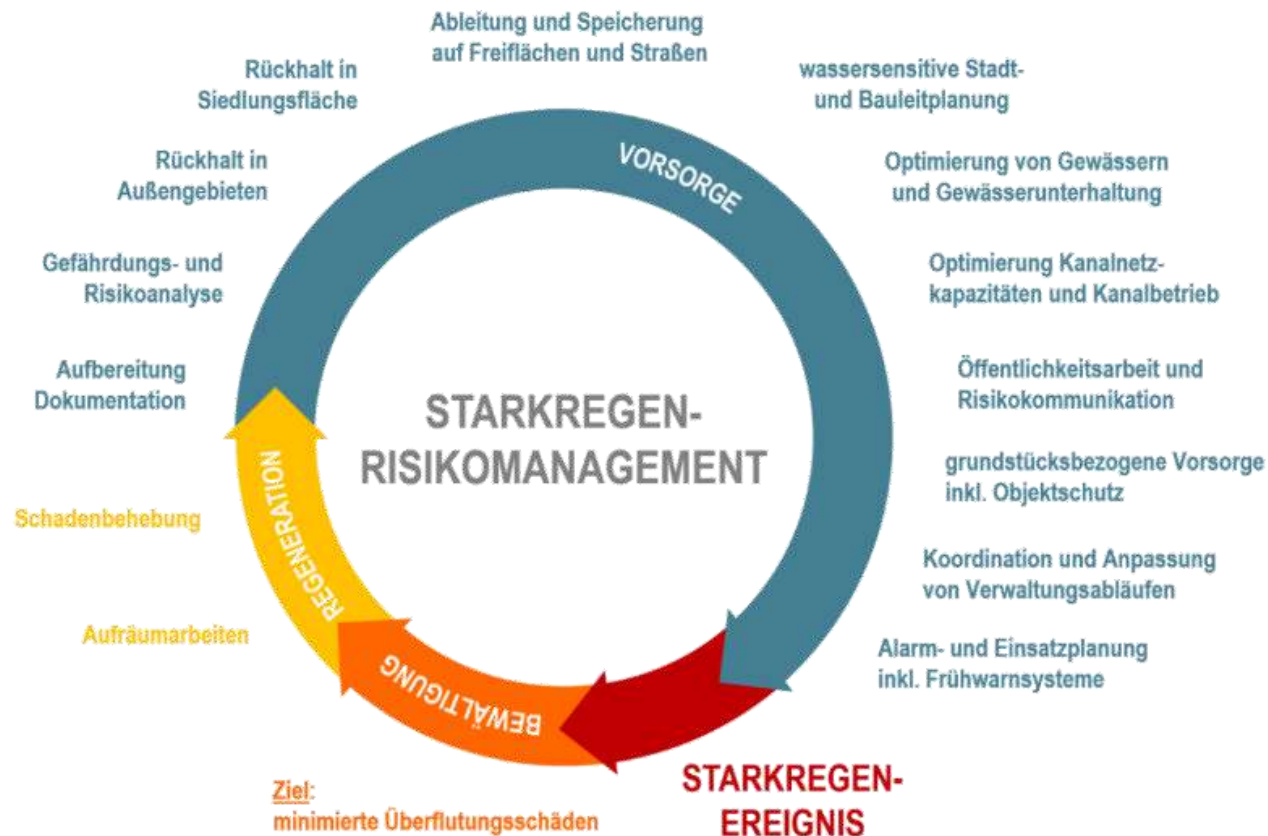 Ableitung und Speicherung
auf Freiflächen und Straßen
wassersensitive Stadt-
und Bauleitplanung
Optimierung von Gewässern
und Gewässerunterhaltung
Optimierung Kanalnetz-
kapazitäten und Kanalbetrieb
Öffentlichkeitsarbeit und
Risikokommunikation
grundstücksbezogene Vorsorge
inkl. Objektschutz
Koordination und Anpassung
von Verwaltungsabläufen
Alarm- und Einsatzplanung
inkl. Frühwarnsysteme
STARKREGEN-
EREIGNIS
Ziel:
minimierte Überflutungsschäden
Aufräumarbeiten
Schadenbehebung
Aufbereitung
Dokumentation
Gefährdungs- und
Risikoanalyse
Rückhalt in
Außengebieten
Rückhalt in
Siedlungsfläche
VORSORGE
BEWÄLTIGUNG
REGENERATION
STARKREGEN-
RISIKOMANAGEMENT